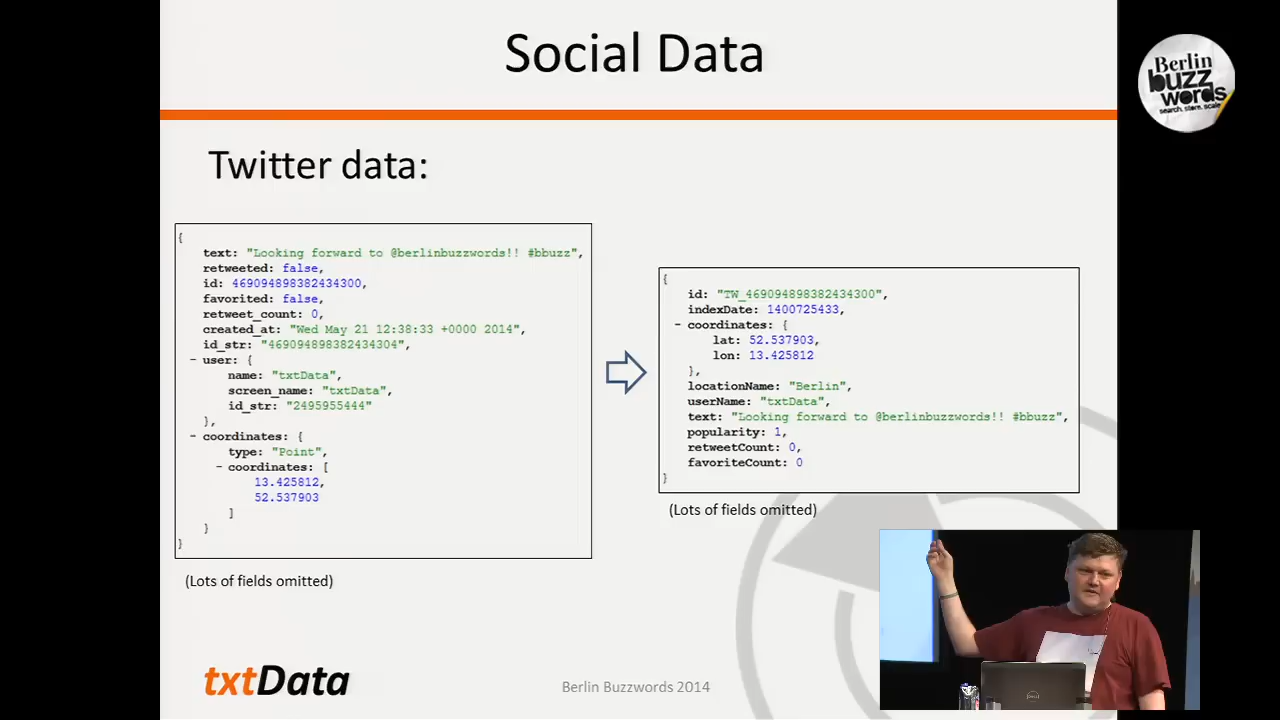 Social Data
Berlin
buzz
words
search. store. scale.
Twitter data:
{
text: "Looking forward to @berlinbuzzwords!! #bbuzz",
retweeted: false,
id: 469094898382434300,
favorited: false,
retweet_count: 0,
created_at: "Wed May 21 12:38:33 +0000 2014",
id_str: "469094898382434304",
- user: {
name: "txtData",
screen_name: "txtData",
id_str: "2495955444"
},
- coordinates: {
type: "Point",
- coordinates: [
13.425812,
52.537903
]
}
}
(Lots of fields omitted)
{
id: "TW_469094898382434300",
indexDate: 1400725433,
- coordinates: {
lat: 52.537903,
lon: 13.425812
},
locationName: "Berlin",
userName: "txtData",
text: "Looking forward to @berlinbuzzwords!! #bbuzz",
popularity: 1,
retweetCount: 0,
favoriteCount: 0
}
(Lots of fields omitted)
txtData
Berlin Buzzwords 2014
DELL